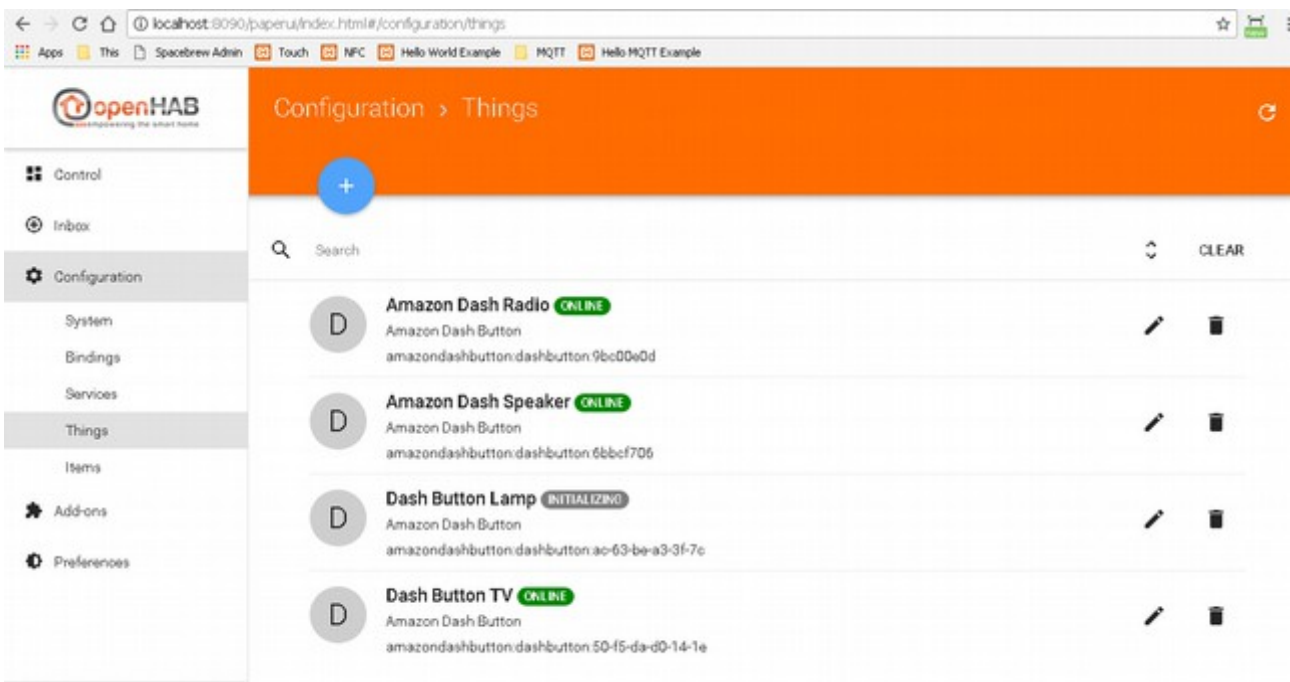 localhost:8090/paperui/index.html#/configuration/things
Apps This Spacebrew Admin Touch NFC Hello World Example MQTT Hello MQTT Example
openHAB
empowering the smart home
Configuration > Things
Control
Inbox
Configuration
System
Bindings
Services
Things
Items
Add-ons
Preferences
+
Search
CLEAR
D
Amazon Dash Radio ONLINE
Amazon Dash Button
amazondashbutton:dashbutton:9bc00e0d
D
Amazon Dash Speaker ONLINE
Amazon Dash Button
amazondashbutton:dashbutton:6bbcf706
D
Dash Button Lamp INITIALIZING
Amazon Dash Button
amazondashbutton:dashbutton:ac-63-be-a3-3f-7c
D
Dash Button TV ONLINE
Amazon Dash Button
amazondashbutton:dashbutton:50-f5-da-d0-14-1e